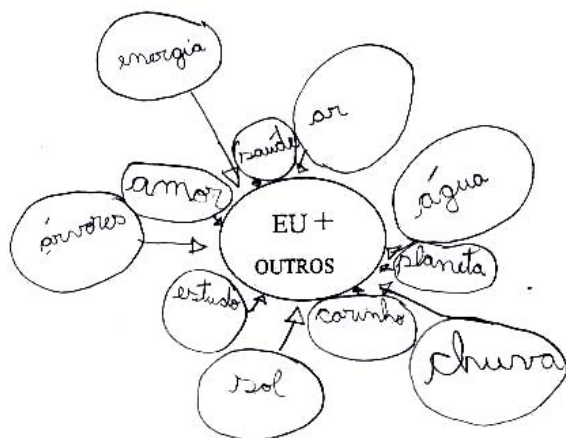 energia
ar
saúde
amor
água
árvores
EU +
OUTROS
planeta
estudo
carinho
chuva
sol